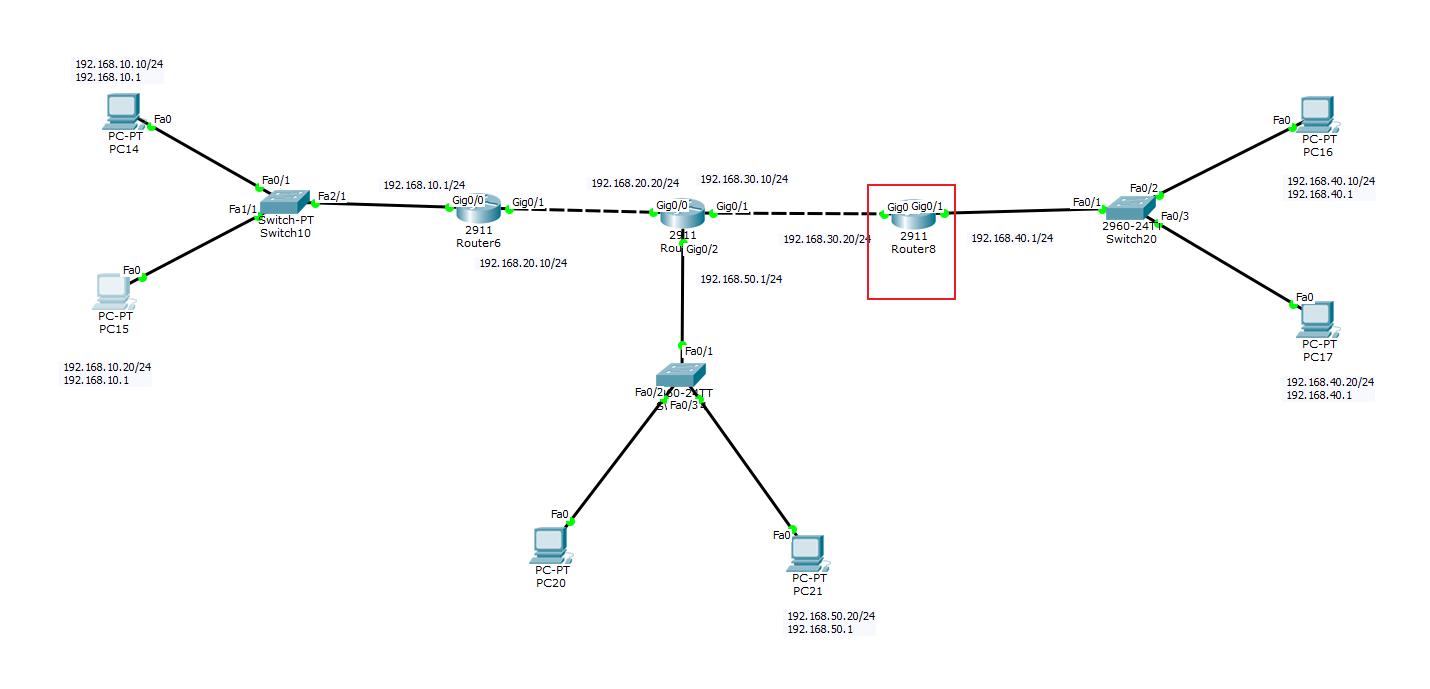 192.168.10.10/24
192.168.10.1
Fa0
PC-PT
PC14
Fa0/1
Fa2/1
Fa1/1
Switch-PT
Switch10
Fa0
PC-PT
PC15
192.168.10.20/24
192.168.10.1
192.168.10.1/24
Gig0/0
Gig0/1
2911
Router6
192.168.20.10/24
192.168.20.20/24
192.168.30.10/24
Gig0/0
Gig0/1
2911
Gig0/2
192.168.50.1/24
Fa0/1
Fa0/2
Fa0/3
Fa0
PC-PT
PC20
Fa0
PC-PT
PC21
192.168.50.20/24
192.168.50.1
192.168.30.20/24
Gig0/1
2911
Router8
192.168.40.1/24
Fa0/1
Fa0/2
Fa0/3
Switch20
Fa0
PC-PT
PC16
192.168.40.10/24
192.168.40.1
Fa0
PC-PT
PC17
192.168.40.20/24
192.168.40.1